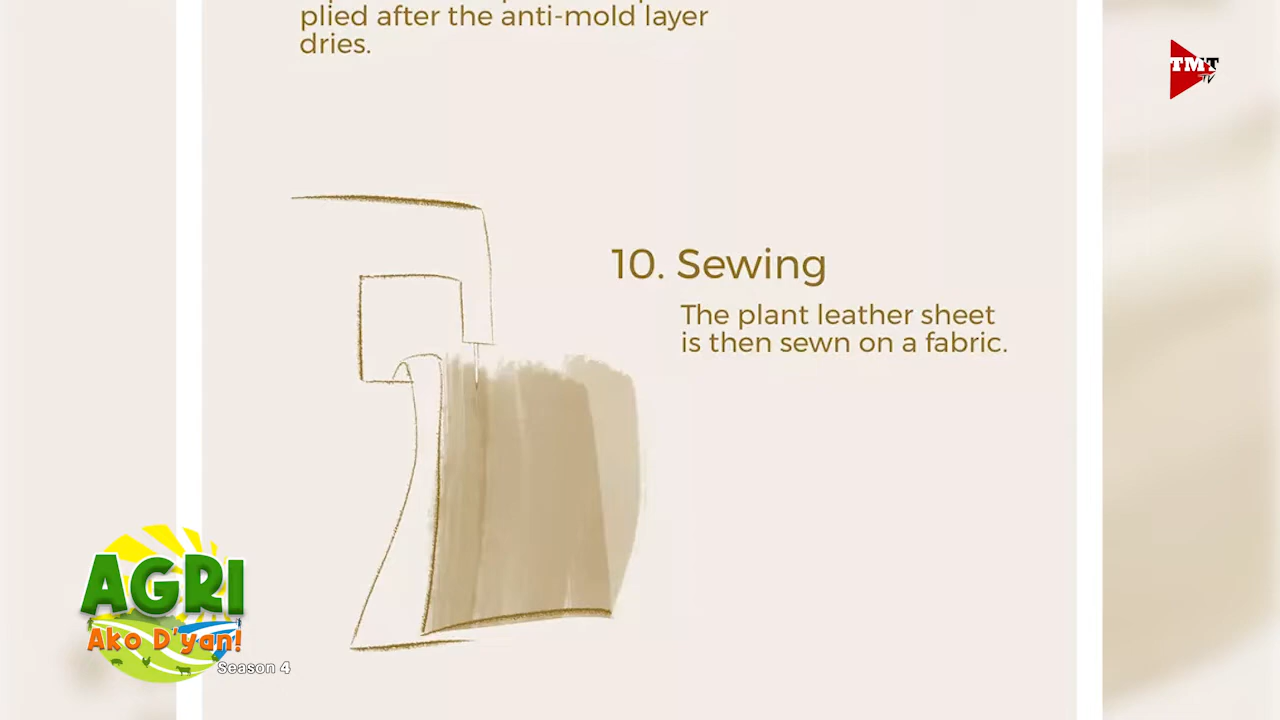 plied after the anti-mold layer
dries.
TMT
TV
10. Sewing
The plant leather sheet
is then sewn on a fabric.
AGRI
Ako D'yan!
Season 4